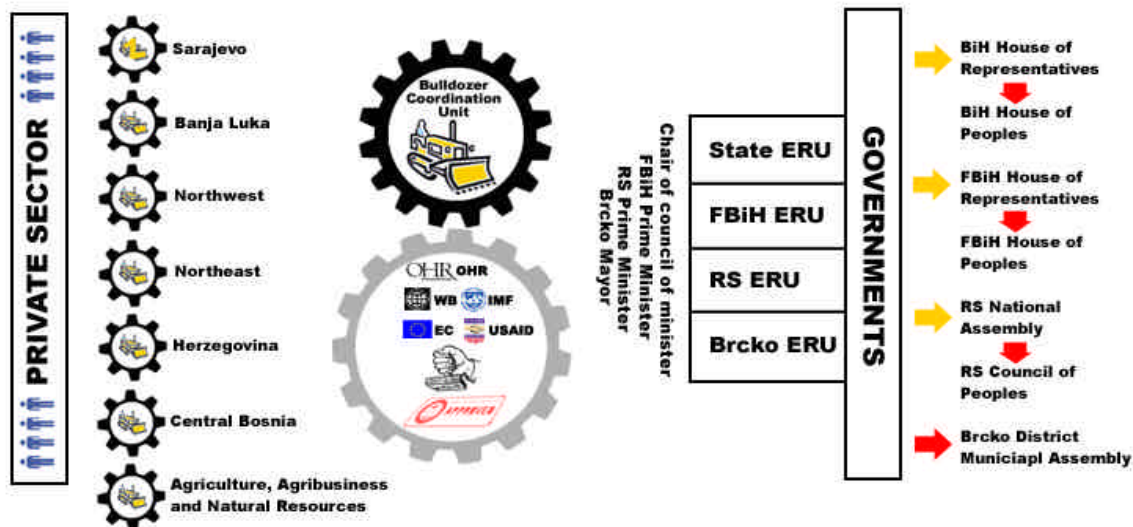 PRIVATE SECTOR
Sarajevo
Banja Luka
Northwest
Northeast
Herzegovina
Central Bosnia
Agriculture, Agribusiness
and Natural Resources
Bulldozer
Coordination
Unit
OHR OHR
WB IMF
EC USAID
APPROVED
Chair of council of minister
FBiH Prime Minister
RS Prime Minister
Brcko Mayor
State ERU
FBiH ERU
RS ERU
Brcko ERU
GOVERNMENTS
BiH House of
Representatives
BiH House of
Peoples
FBiH House of
Representatives
FBiH House of
Peoples
RS National
Assembly
RS Council of
Peoples
Brcko District
Municiapl Assembly